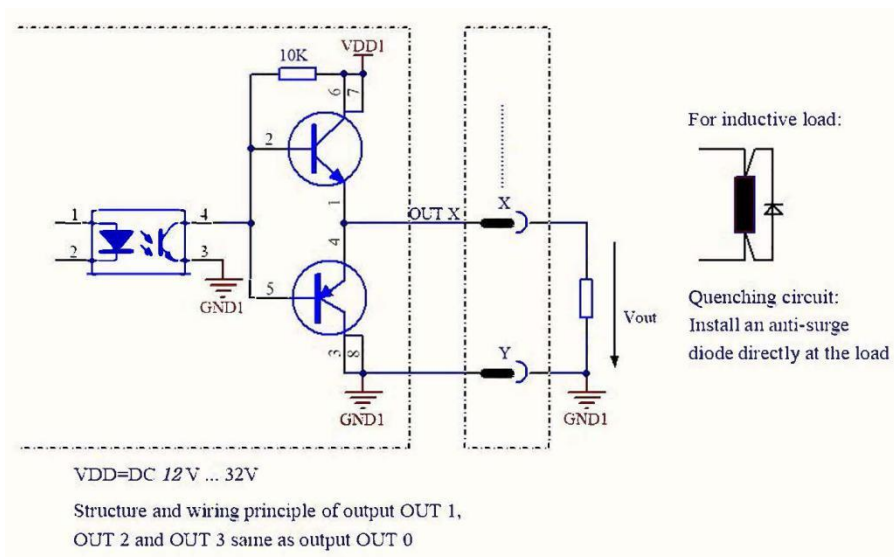 VDD1
10K
6
7
2
For inductive load:
1
OUT X
X
1
4
2
3
4
5
GND1
Vout
Quenching circuit:
Install an anti-surge
diode directly at the load
3
8
Y
GND1
GND1
VDD=DC 12V ... 32V
Structure and wiring principle of output OUT 1,
OUT 2 and OUT 3 same as output OUT 0